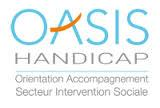 OASIS
HANDICAP
Orientation Accompagnement
Secteur Intervention Sociale